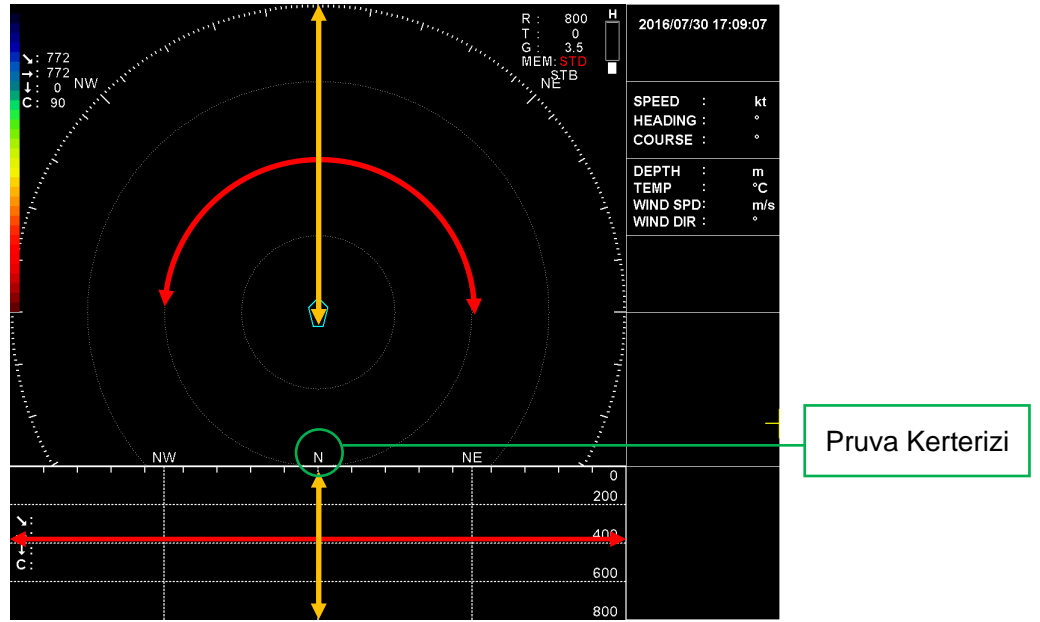 ↘: 772
→: 772
↓: 0
C: 90
NW
R : 800
T : 0
G : 3.5
MEM: STD
STB
NE
H
2016/07/30 17:09:07
SPEED : kt
HEADING : °
COURSE : °
DEPTH : m
TEMP : °C
WIND SPD: m/s
WIND DIR : °
Pruva Kerterizi
NW N NE
0
200
400
600
800
↘:
:
↓:
C: